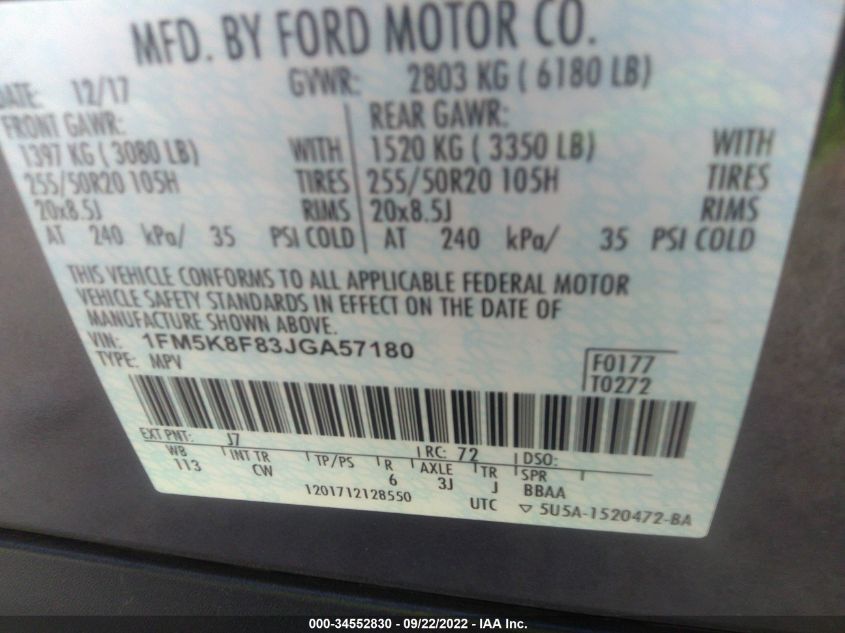 MFD. BY FORD MOTOR CO.
DATE: 12/17 GVWR: 2803 KG ( 6180 LB)
FRONT GAWR: REAR GAWR:
1397 KG ( 3080 LB) WITH 1520 KG ( 3350 LB) WITH
255/50R20 105H TIRES 255/50R20 105H TIRES
20x8.5J RIMS 20x8.5J RIMS
AT 240 kPa/ 35 PSI COLD AT 240 kPa/ 35 PSI COLD
THIS VEHICLE CONFORMS TO ALL APPLICABLE FEDERAL MOTOR
VEHICLE SAFETY STANDARDS IN EFFECT ON THE DATE OF
MANUFACTURE SHOWN ABOVE.
VIN: 1FM5K8F83JGA57180
TYPE: MPV
F0177
T0272
EXT PNT: J7 RC: 72 DSO:
WB INT TR TP/PS R AXLE TR SPR
113 CW 6 3J J BBAA
1201712128550 UTC ▽ 5U5A-1520472-BA
000-34552830 - 09/22/2022 - IAA Inc.